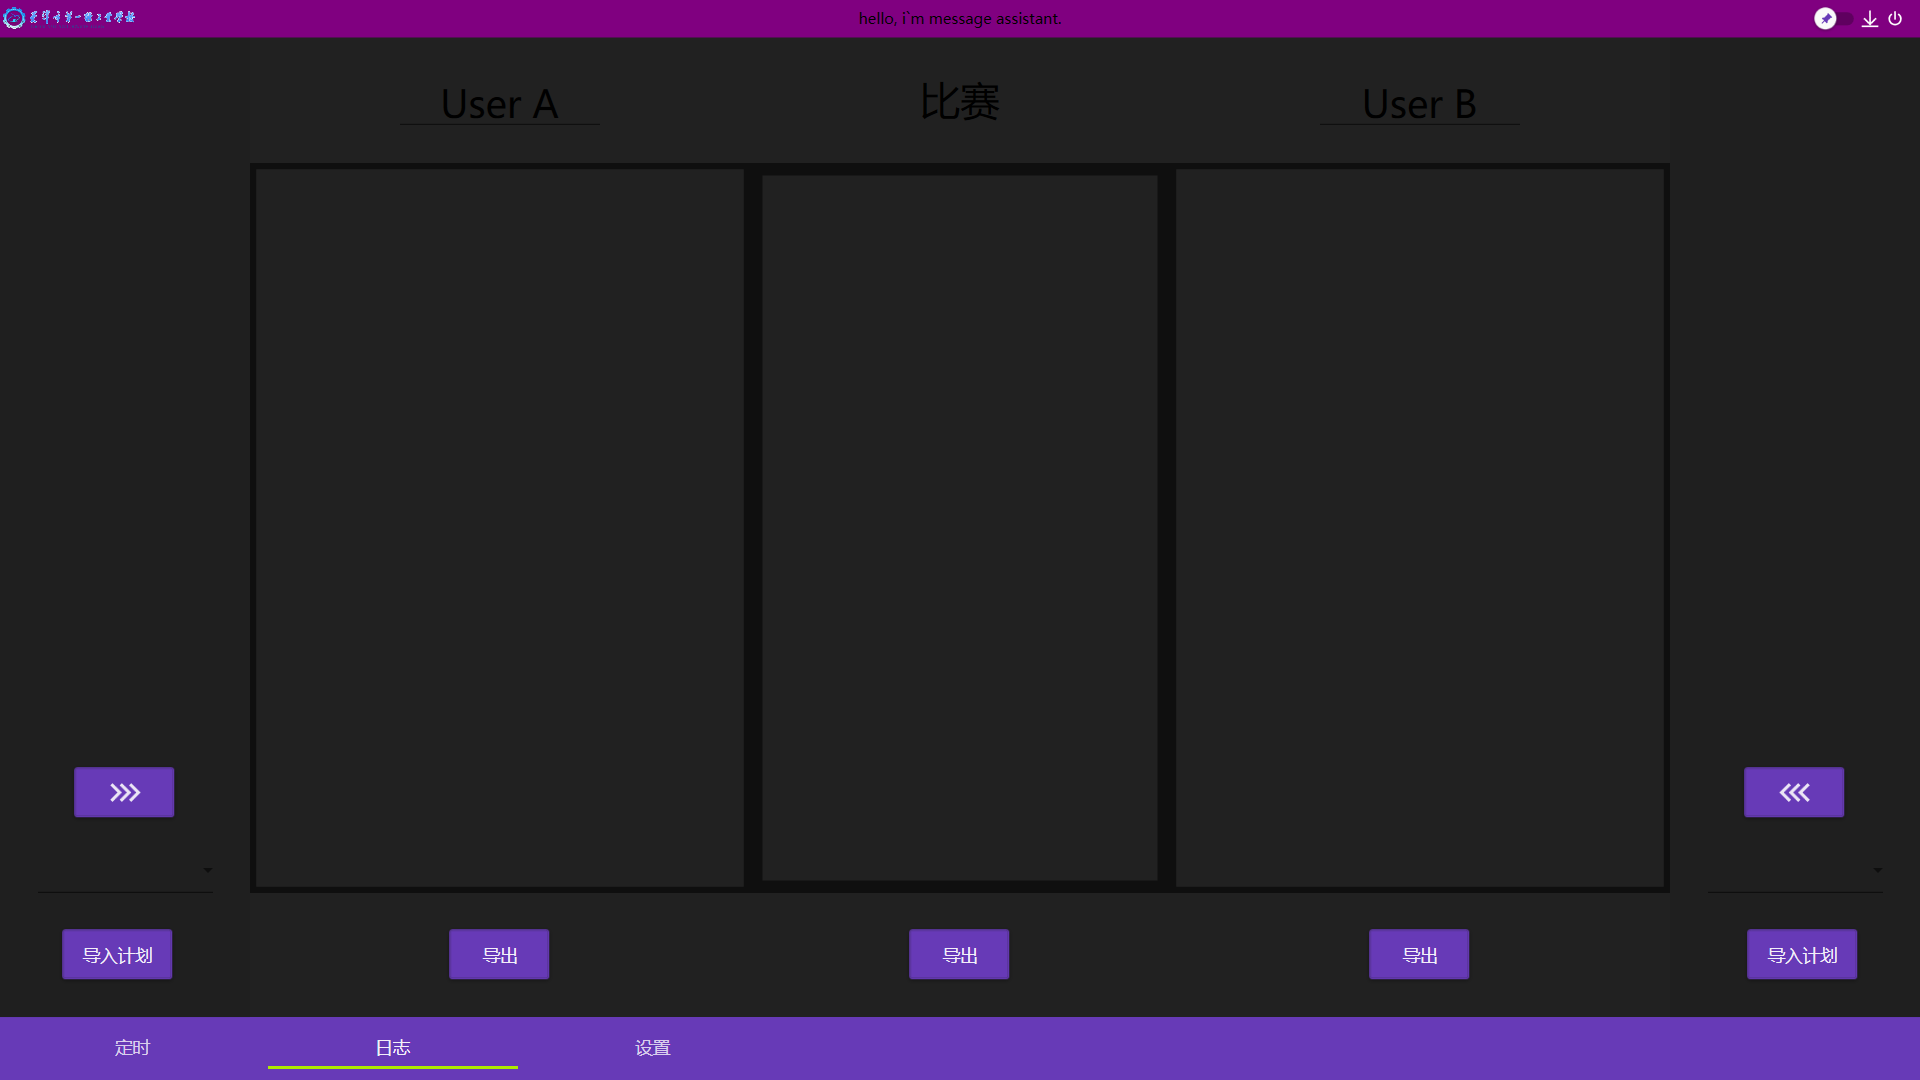 hello, i`m message assistant.
User A
比赛
User B
导入计划
导出
导出
导出
导入计划
定时
日志
设置